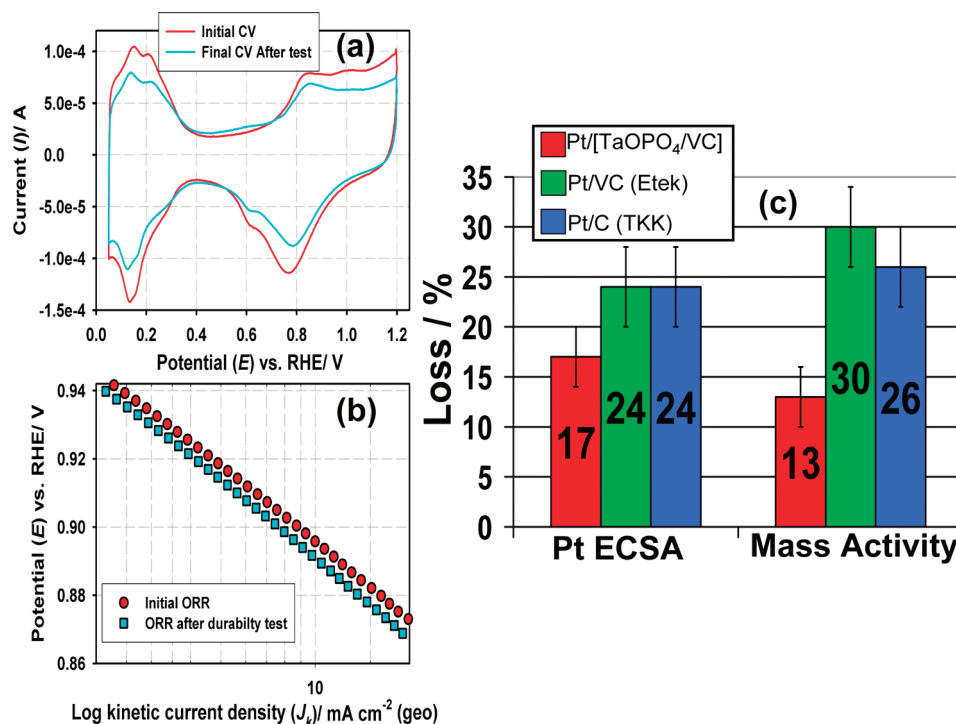 Initial CV
Final CV After test
(a)
1.0e-4
5.0e-5
0.0
-5.0e-5
-1.0e-4
-1.5e-4
Current (I)/ A
0.0 0.2 0.4 0.6 0.8 1.0 1.2
Potential (E) vs. RHE/ V
(b)
0.94
0.92
0.90
0.88
0.86
Potential (E) vs. RHE/ V
Initial ORR
ORR after durabilty test
10
Log kinetic current density (Jk)/ mA cm-2 (geo)
Pt/[TaOPO4/VC]
Pt/VC (Etek)
Pt/C (TKK)
(c)
35
30
25
20
15
10
5
0
Loss / %
17 24 24 13 30 26
Pt ECSA Mass Activity